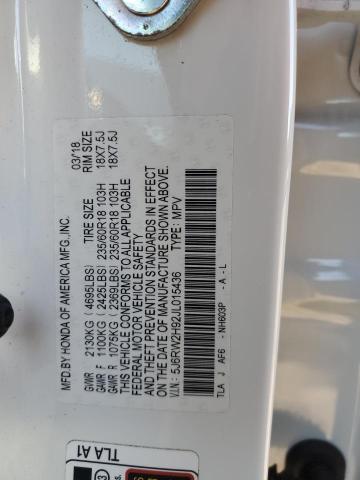 MFD. BY HONDA OF AMERICA MFG.,INC. 03/18
TIRE SIZE RIM SIZE
GVWR 2130KG (4695LBS)
GAWR F 1100KG (2425LBS) 235/60R18 103H 18X7.5J
GAWR R 1075KG (2369LBS) 235/60R18 103H 18X7.5J
THIS VEHICLE CONFORMS TO ALL APPLICABLE
FEDERAL MOTOR VEHICLE SAFETY
AND THEFT PREVENTION STANDARDS IN EFFECT
ON THE DATE OF MANUFACTURE SHOWN ABOVE.
V.I.N.: 5J6RW2H92JL015436 TYPE: MPV
TLA J AF6 - NH603P - A - L
TLA A1